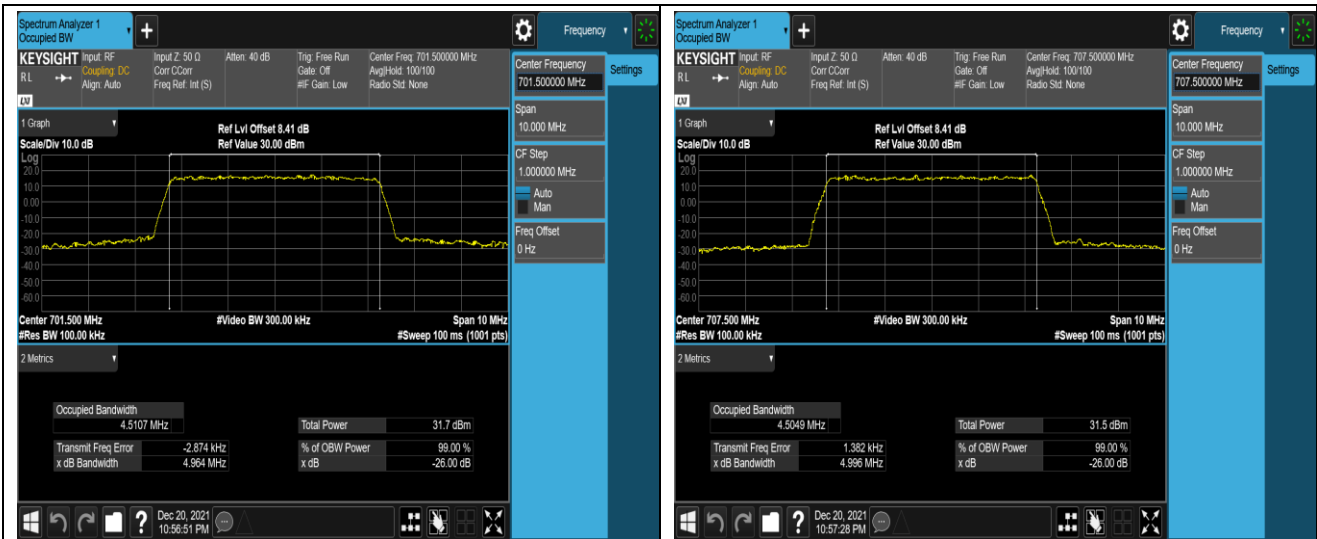 Spectrum Analyzer 1
Occupied BW
+
Frequency
KEYSIGHT
R L
LXI
Input: RF
Coupling: DC
Align: Auto
Input Z: 50 Ω
Corr CCorr
Freq Ref: Int (S)
Atten: 40 dB
Trig: Free Run
Gate: Off
#IF Gain: Low
Center Freq: 701.500000 MHz
Avg|Hold: 100/100
Radio Std: None
Center Frequency
701.500000 MHz
Settings
Span
10.000 MHz
CF Step
1.000000 MHz
Auto
Man
Freq Offset
0 Hz
1 Graph
Scale/Div 10.0 dB
Ref Lvl Offset 8.41 dB
Ref Value 30.00 dBm
Log
20.0
10.0
0.00
-10.0
-20.0
-30.0
-40.0
-50.0
-60.0
Center 701.500 MHz
#Video BW 300.00 kHz
Span 10 MHz
#Res BW 100.00 kHz
#Sweep 100 ms (1001 pts)
2 Metrics
Occupied Bandwidth
4.5107 MHz
Total Power 31.7 dBm
Transmit Freq Error -2.874 kHz
% of OBW Power 99.00 %
x dB Bandwidth 4.964 MHz
x dB -26.00 dB
?
Dec 20, 2021
10:56:51 PM
Spectrum Analyzer 1
Occupied BW
+
Frequency
KEYSIGHT
R L
LXI
Input: RF
Coupling: DC
Align: Auto
Input Z: 50 Ω
Corr CCorr
Freq Ref: Int (S)
Atten: 40 dB
Trig: Free Run
Gate: Off
#IF Gain: Low
Center Freq: 707.500000 MHz
Avg|Hold: 100/100
Radio Std: None
Center Frequency
707.500000 MHz
Settings
Span
10.000 MHz
CF Step
1.000000 MHz
Auto
Man
Freq Offset
0 Hz
1 Graph
Scale/Div 10.0 dB
Ref Lvl Offset 8.41 dB
Ref Value 30.00 dBm
Log
20.0
10.0
0.00
-10.0
-20.0
-30.0
-40.0
-50.0
-60.0
Center 707.500 MHz
#Video BW 300.00 kHz
Span 10 MHz
#Res BW 100.00 kHz
#Sweep 100 ms (1001 pts)
2 Metrics
Occupied Bandwidth
4.5049 MHz
Total Power 31.5 dBm
Transmit Freq Error 1.382 kHz
% of OBW Power 99.00 %
x dB Bandwidth 4.996 MHz
x dB -26.00 dB
?
Dec 20, 2021
10:57:28 PM